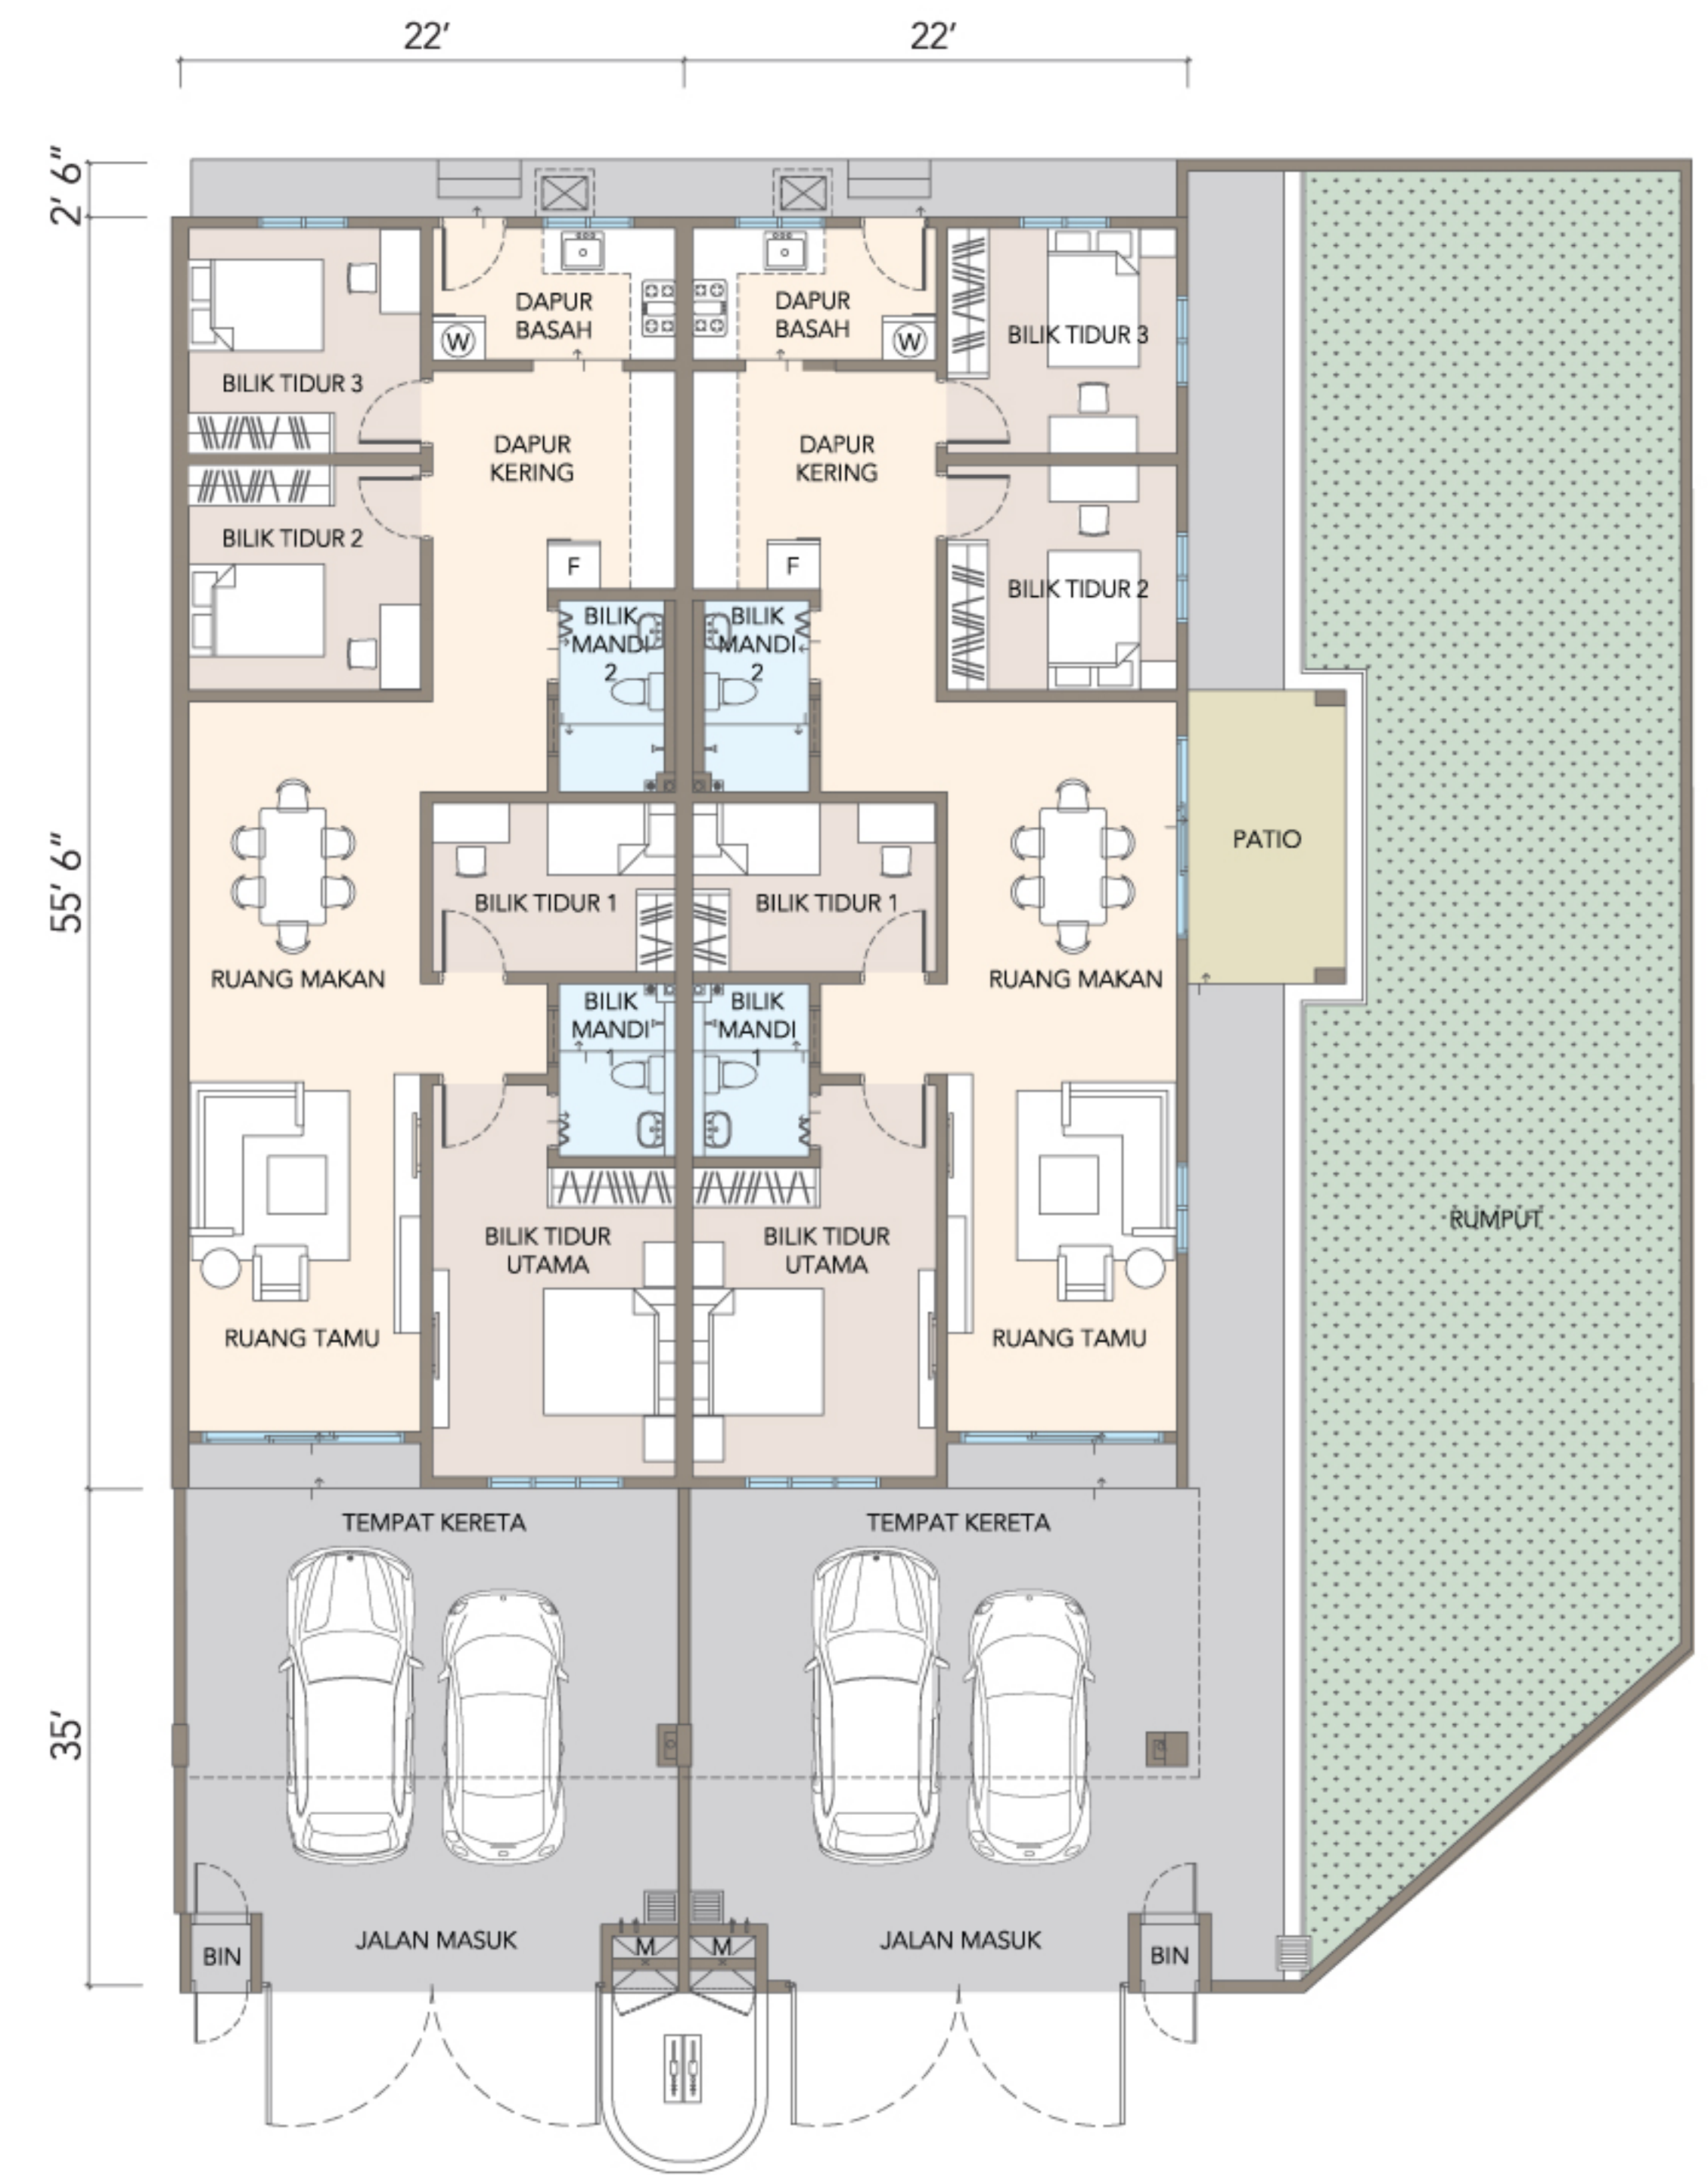 22’
22’
2’ 6”
55’ 6”
35’
DAPUR
BASAH
DAPUR
BASAH
W
W
BILIK TIDUR 3
BILIK TIDUR 3
DAPUR
KERING
DAPUR
KERING
BILIK TIDUR 2
BILIK TIDUR 2
F
F
BILIK
MANDI
2
BILIK
MANDI
2
PATIO
BILIK TIDUR 1
BILIK TIDUR 1
RUANG MAKAN
RUANG MAKAN
BILIK
MANDI
1
BILIK
MANDI
1
RUMPUT
BILIK TIDUR
UTAMA
BILIK TIDUR
UTAMA
RUANG TAMU
RUANG TAMU
TEMPAT KERETA
TEMPAT KERETA
JALAN MASUK
JALAN MASUK
M
M
BIN
BIN